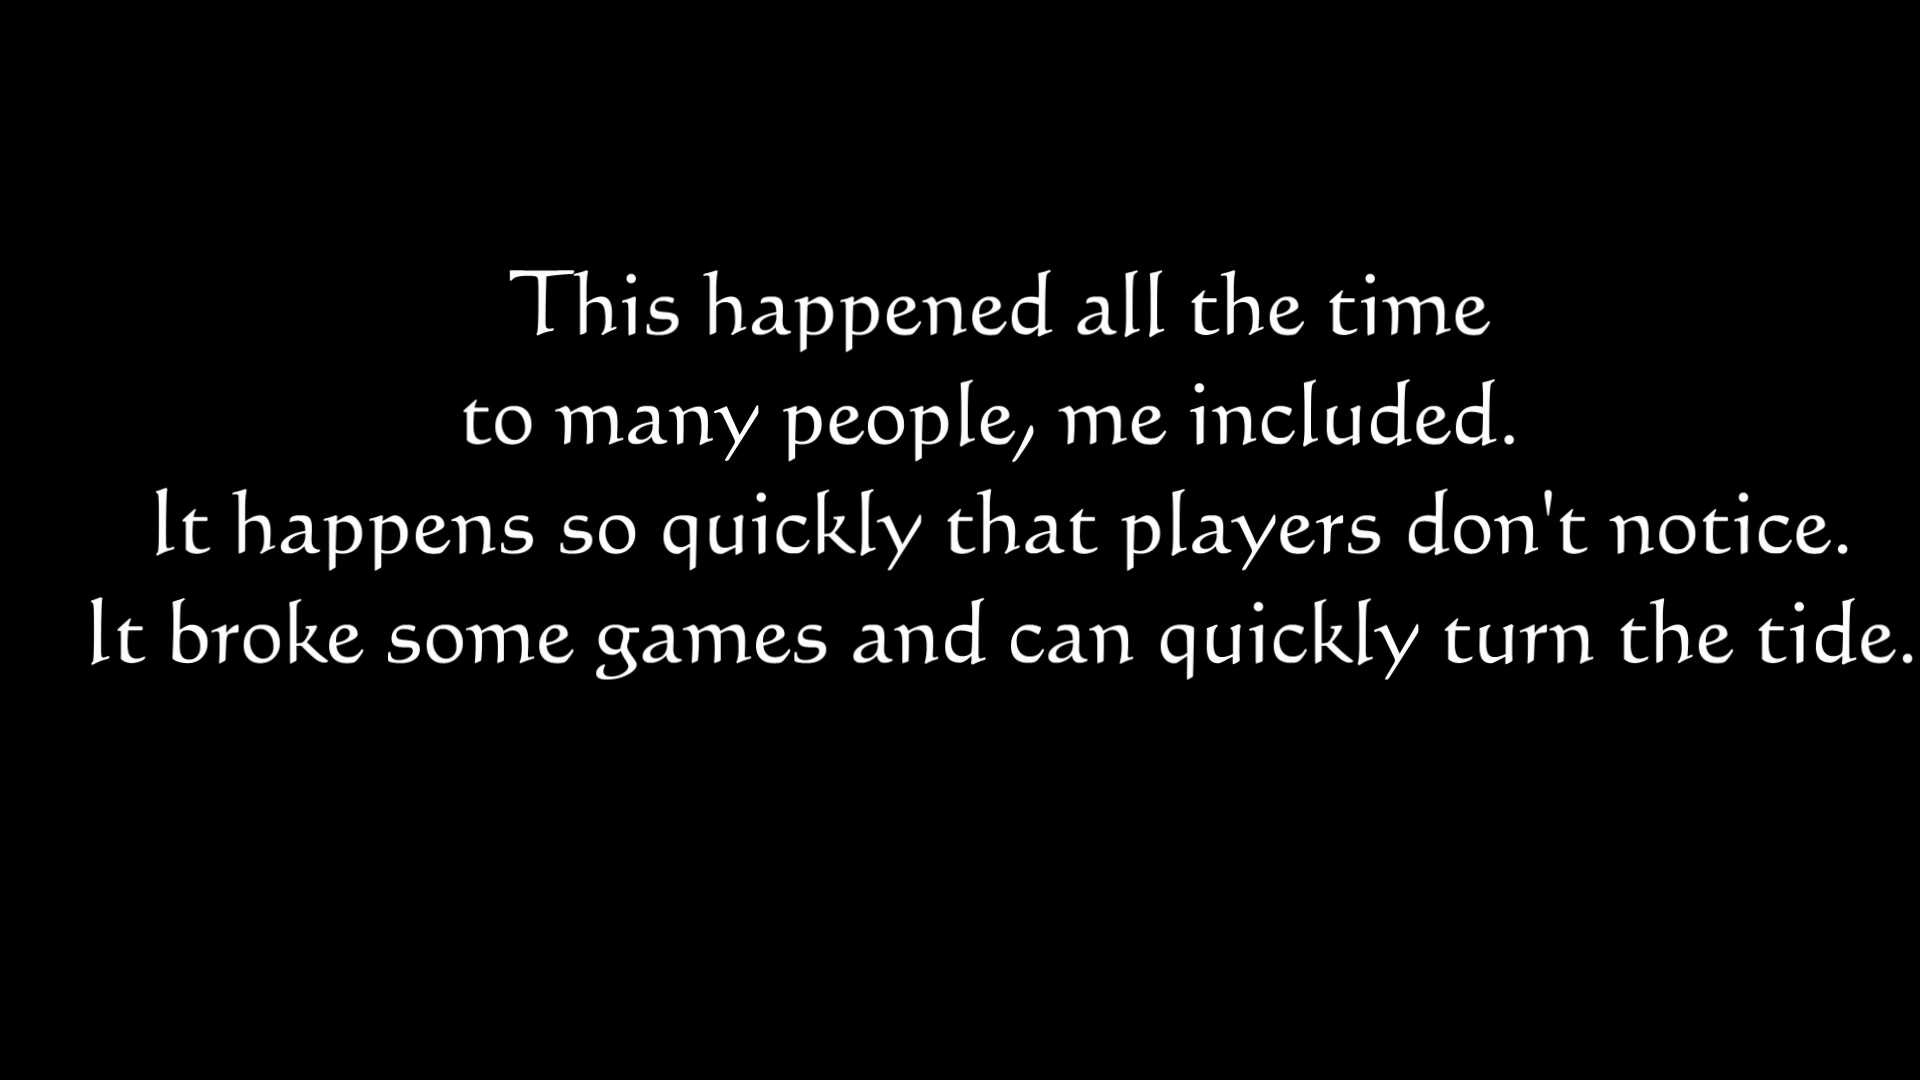 This happened all the time
to many people, me included.
It happens so quickly that players don't notice.
It broke some games and can quickly turn the tide.